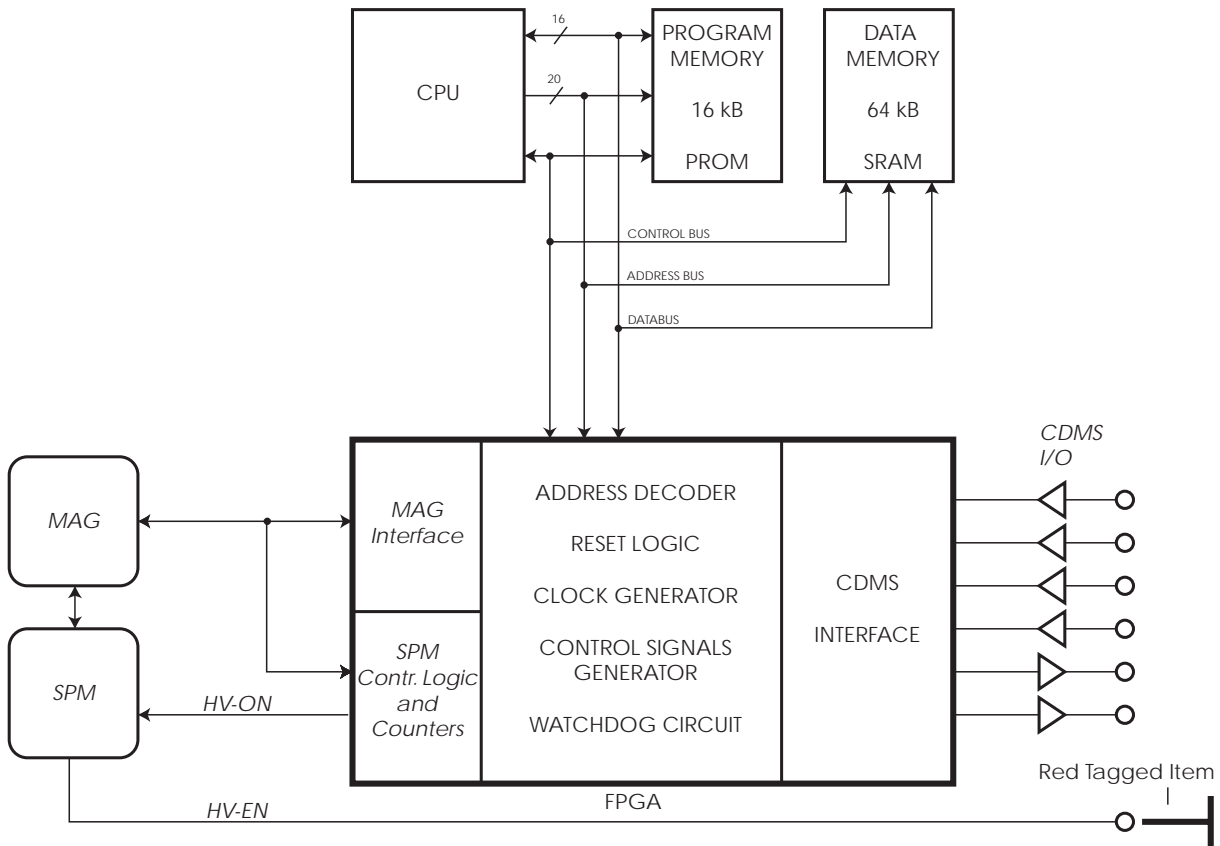 16
20
CPU
PROGRAM
MEMORY
16 kB
PROM
DATA
MEMORY
64 kB
SRAM
CONTROL BUS
ADDRESS BUS
DATABUS
MAG
SPM
HV-ON
HV-EN
MAG
Interface
SPM
Contr. Logic
and
Counters
ADDRESS DECODER
RESET LOGIC
CLOCK GENERATOR
CONTROL SIGNALS
GENERATOR
WATCHDOG CIRCUIT
CDMS
INTERFACE
CDMS
I/O
FPGA
Red Tagged Item